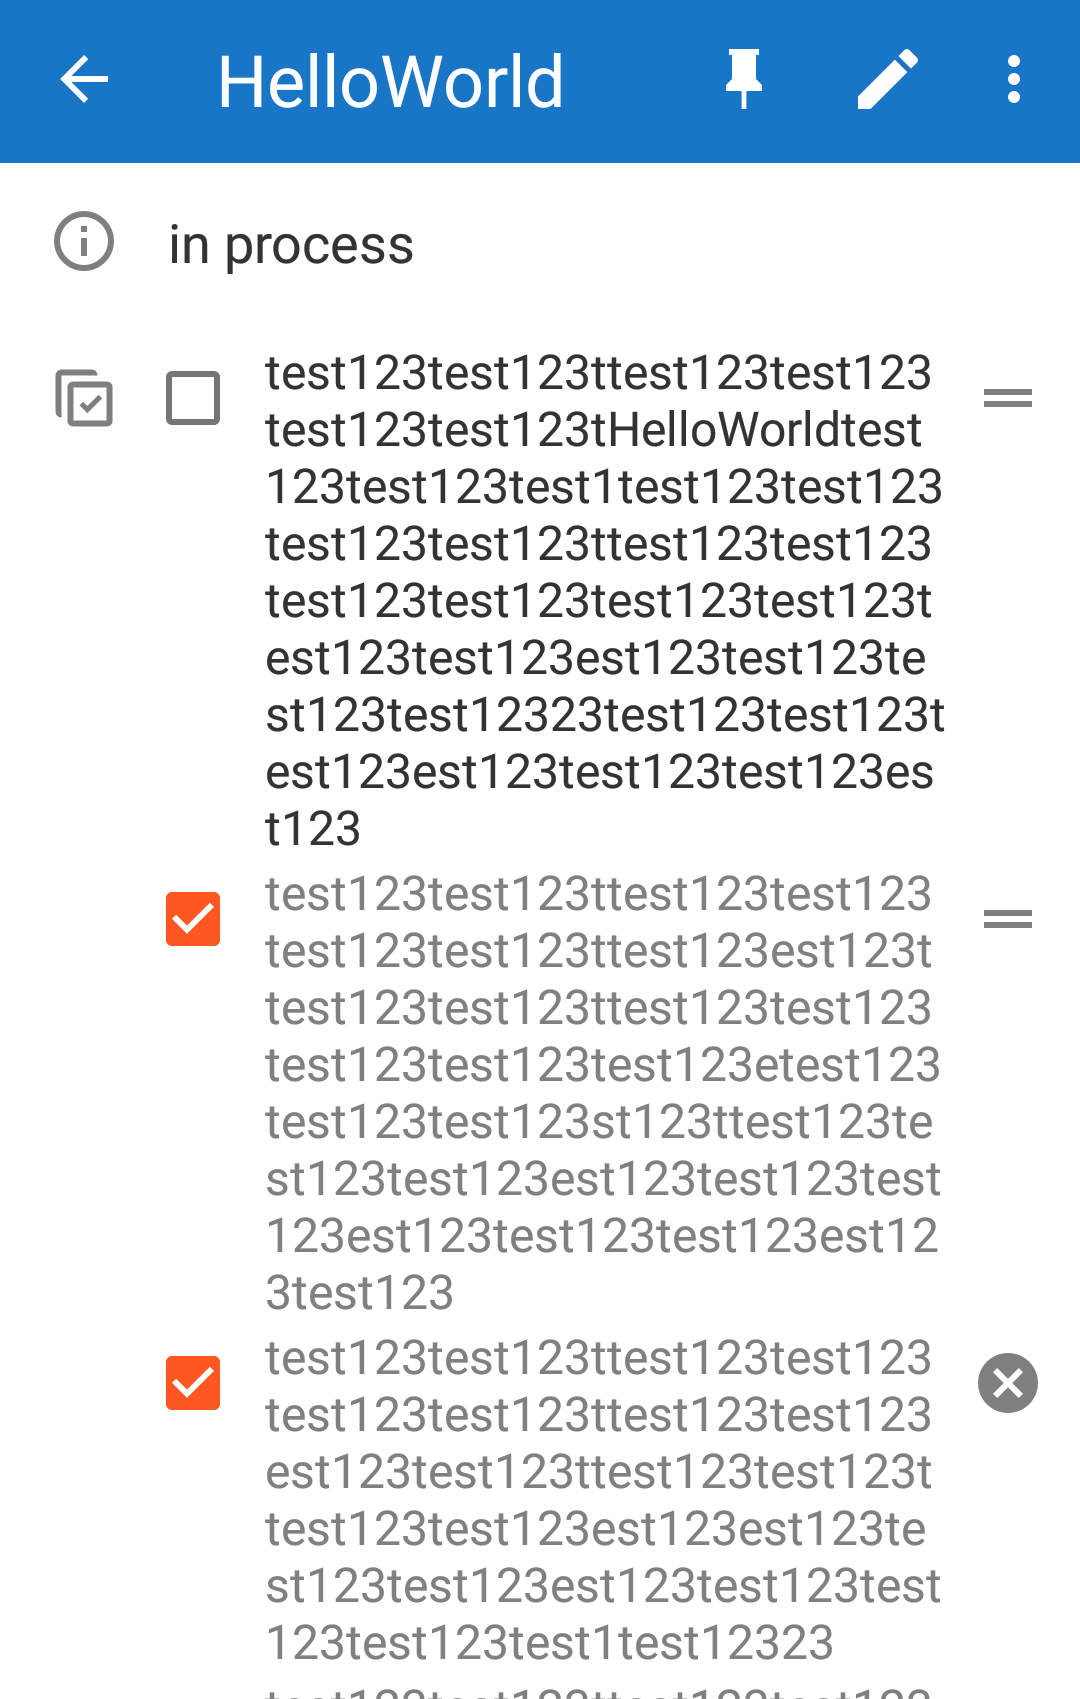 HelloWorld
in process
test123test123ttest123test123
test123test123tHelloWorldtest
123test123test1test123test123
test123test123ttest123test123
test123test123test123test123t
est123test123est123test123te
st123test12323test123test123t
est123est123test123test123es
t123
test123test123ttest123test123
test123test123ttest123est123t
test123test123ttest123test123
test123test123test123etest123
test123test123st123ttest123te
st123test123est123test123test
123est123test123test123est12
3test123
test123test123ttest123test123
test123test123ttest123test123
est123test123ttest123test123t
test123test123est123est123te
st123test123est123test123test
123test123test1test12323